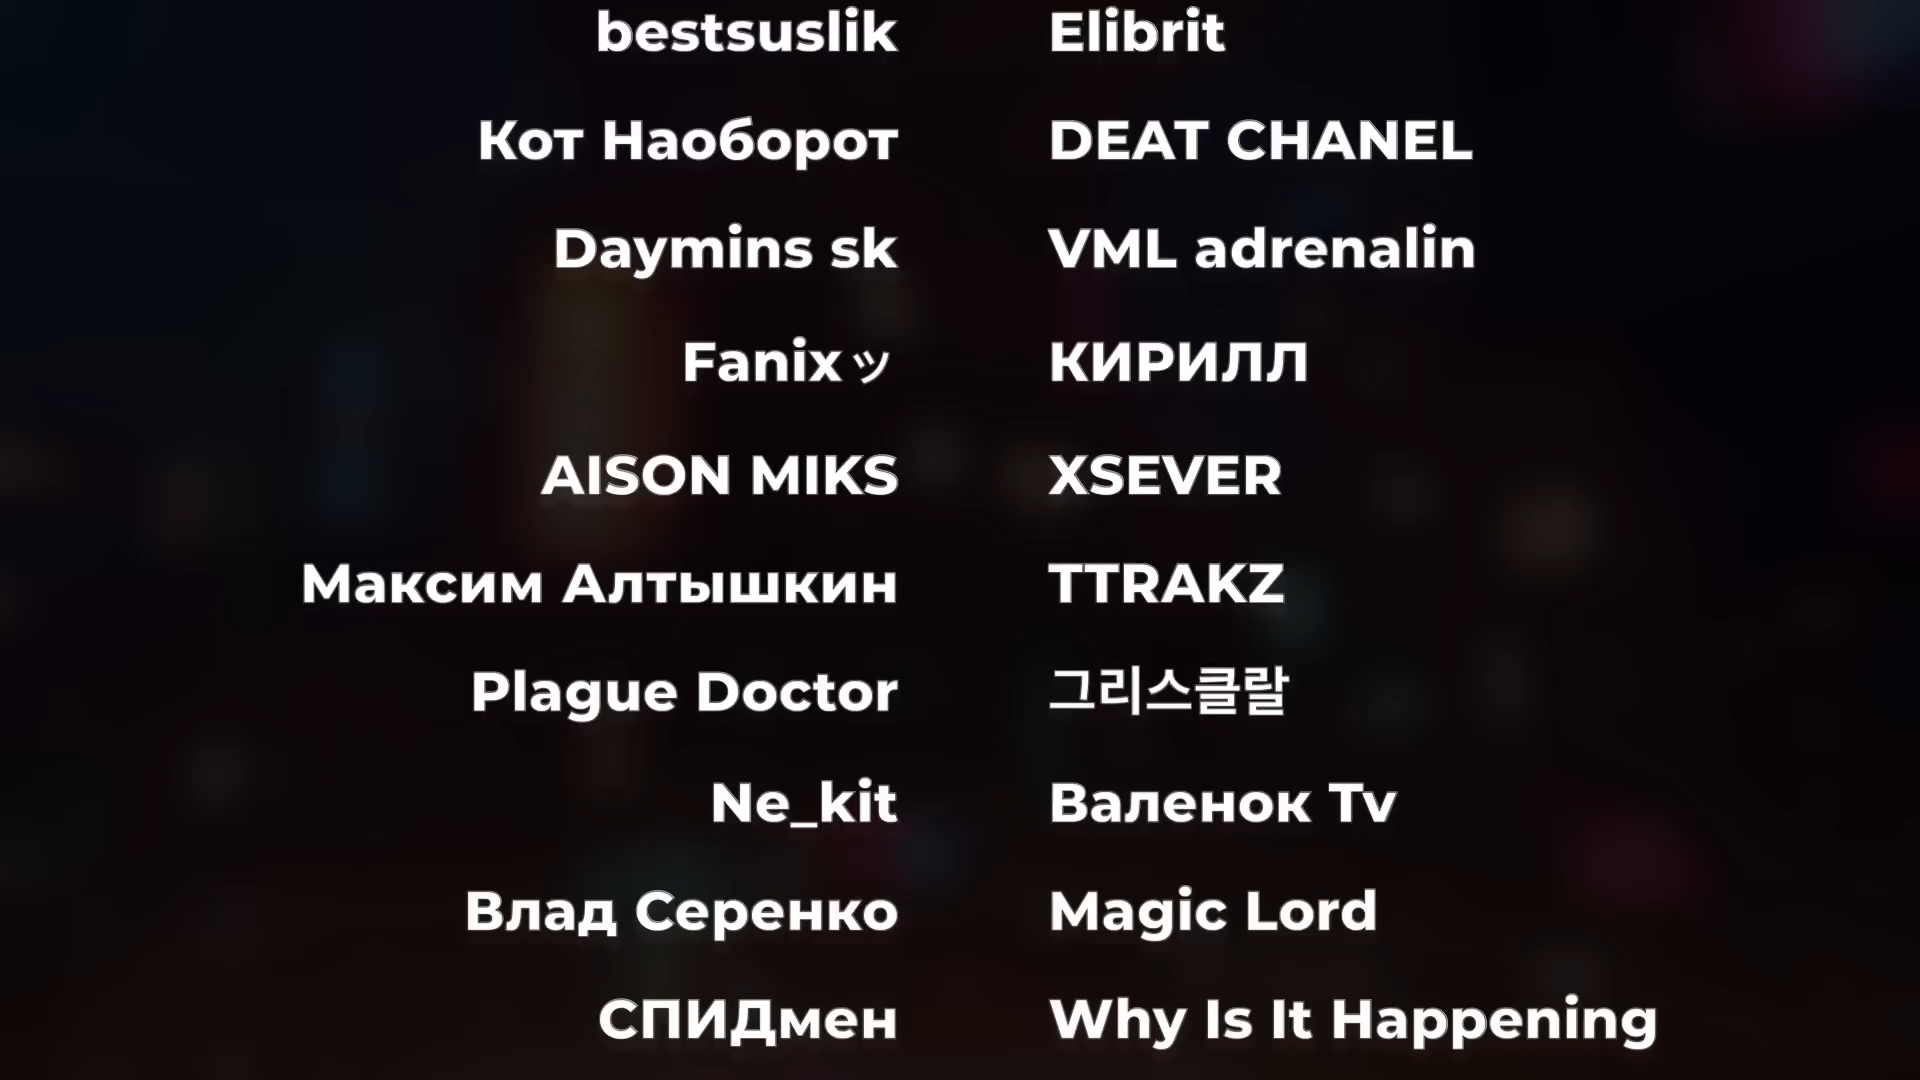 bestsuslik Elibrit
Кот Наоборот DEAT CHANEL
Daymins sk VML adrenalin
Fanixッ КИРИЛЛ
AISON MIKS XSEVER
Максим Алтышкин TTRAKZ
Plague Doctor 그리스클랄
Ne_kit Валенок Tv
Влад Серенко Magic Lord
СПИДмен Why Is It Happening